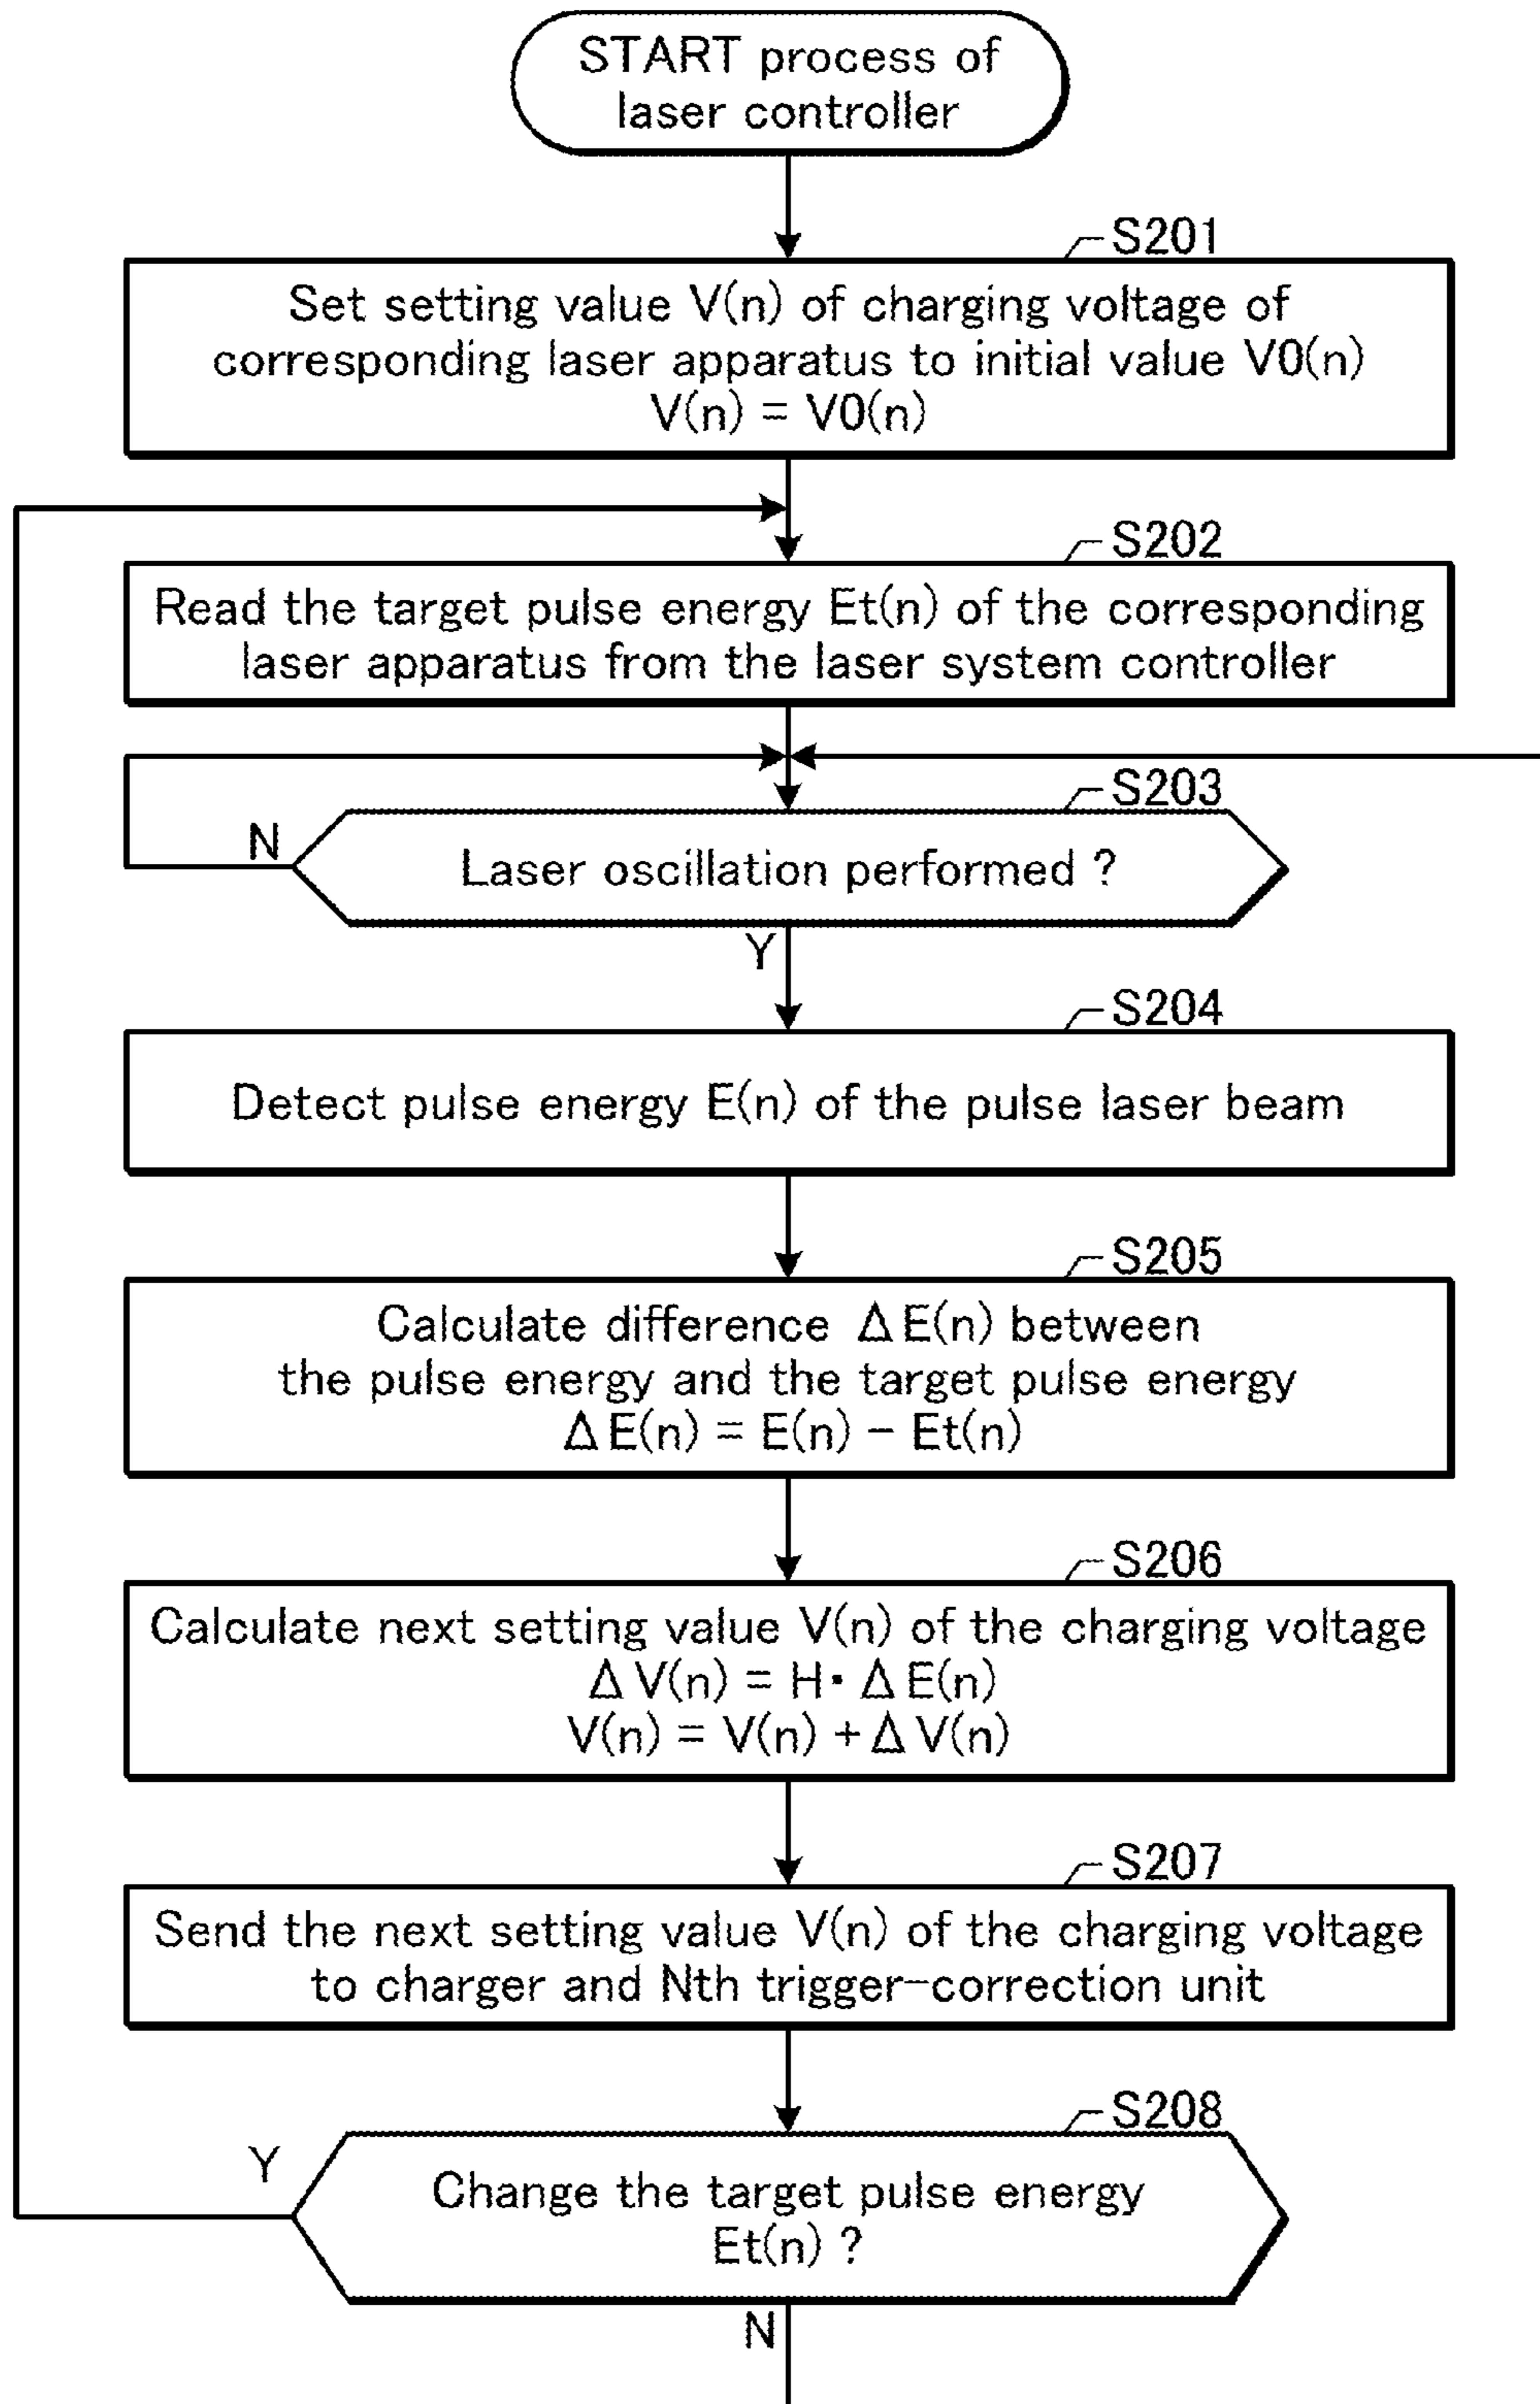 START process of
laser controller
S201
Set setting value V(n) of charging voltage of
corresponding laser apparatus to initial value V0(n)
V(n) = V0(n)
S202
Read the target pulse energy Et(n) of the corresponding
laser apparatus from the laser system controller
S203
N
Laser oscillation performed ?
Y
S204
Detect pulse energy E(n) of the pulse laser beam
S205
Calculate difference ΔE(n) between
the pulse energy and the target pulse energy
ΔE(n) = E(n) − Et(n)
S206
Calculate next setting value V(n) of the charging voltage
ΔV(n) = H・ΔE(n)
V(n) = V(n) + ΔV(n)
S207
Send the next setting value V(n) of the charging voltage
to charger and Nth trigger-correction unit
S208
Y
Change the target pulse energy
Et(n) ?
N